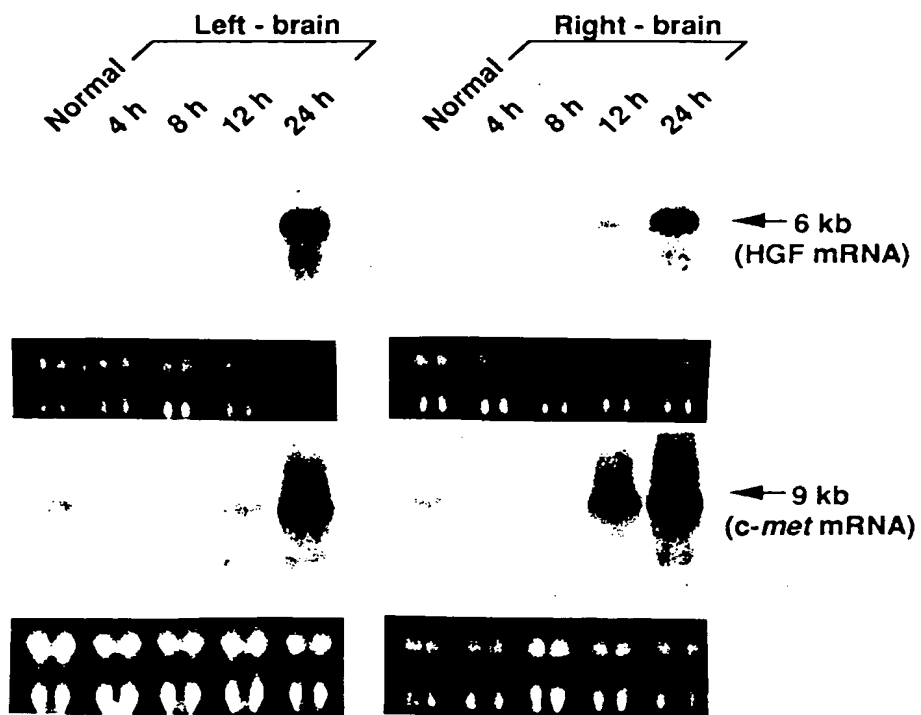 Left - brain
Right - brain
Normal 4 h 8 h 12 h 24 h
Normal 4 h 8 h 12 h 24 h
6 kb
(HGF mRNA)
9 kb
(c-met mRNA)